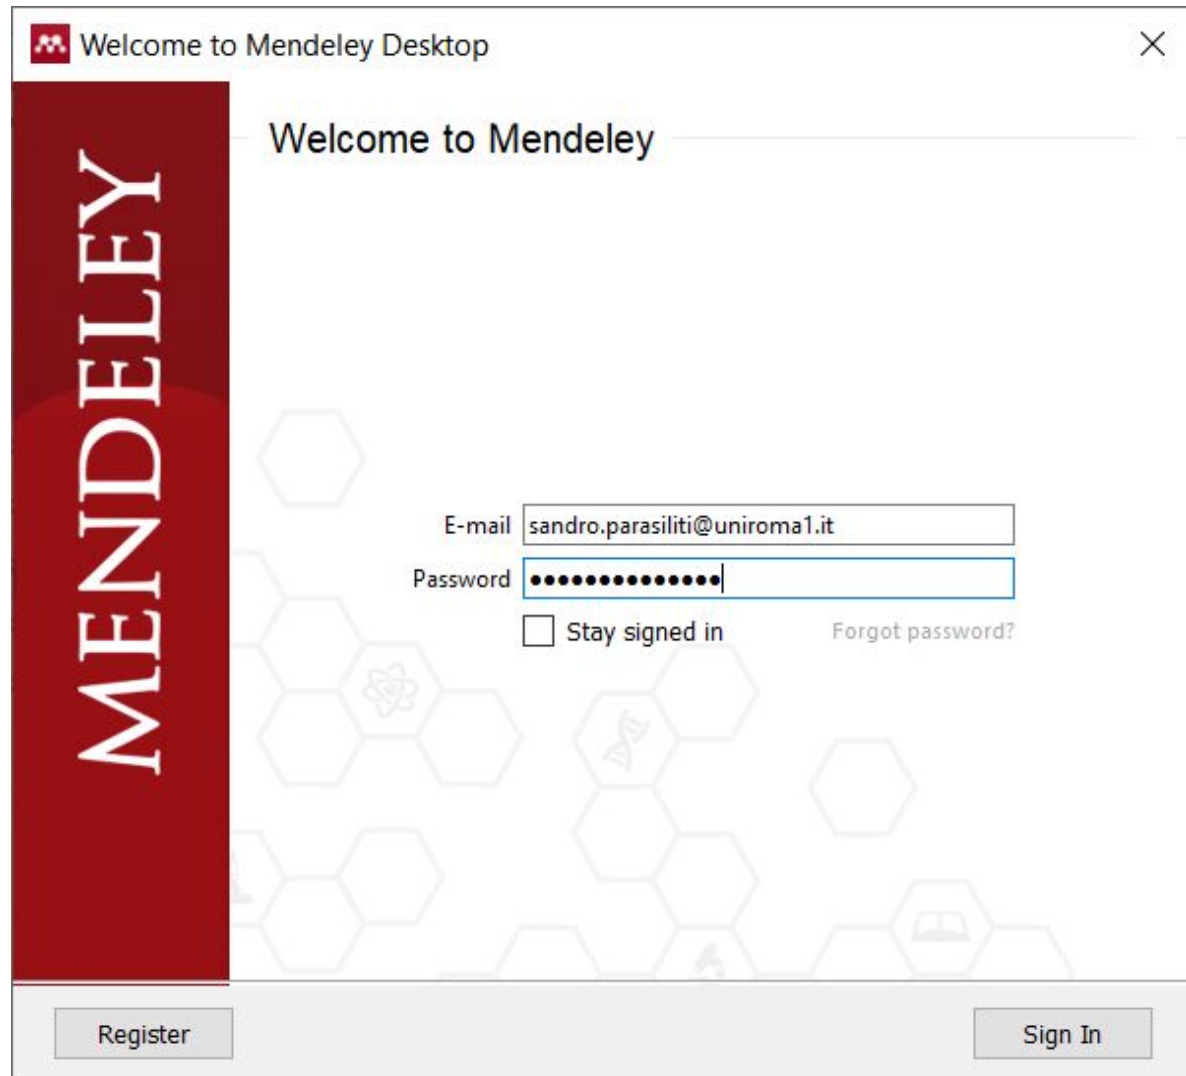 Welcome to Mendeley Desktop
MENDELEY
Welcome to Mendeley
E-mail sandro.parasiliti@uniroma1.it
Password ●●●●●●●●●●●●●●
Stay signed in Forgot password?
Register Sign In